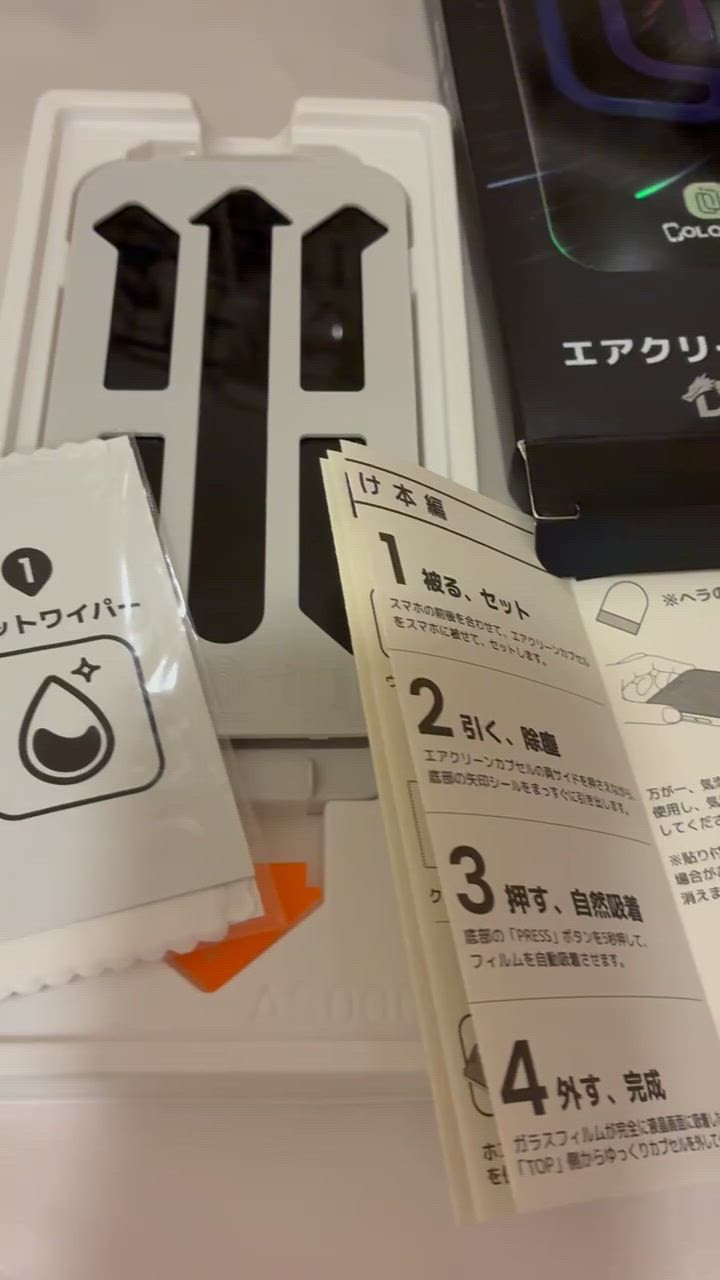 エアクリ
1
ットワイパー
け本編
1 被る、セット
スマホの前後を合わせて、エアクリーンカプセル
をスマホに被せて、セットします。
2 引く、除塵
エアクリーンカプセルの両サイドを押さえながら、
底部の矢印シールをまっすぐに引き出します。
3 押す、自然吸着
底部の「PRESS」ボタンを5秒押して、
フィルムを自動吸着させます。
4 外す、完成
ガラスフィルムが完全に液晶画面に吸着し
「TOP」側からゆっくりカプセルを外して
※ヘラの
万が一、気
使用し、気
してくださ
※貼り付
場合が
消えま